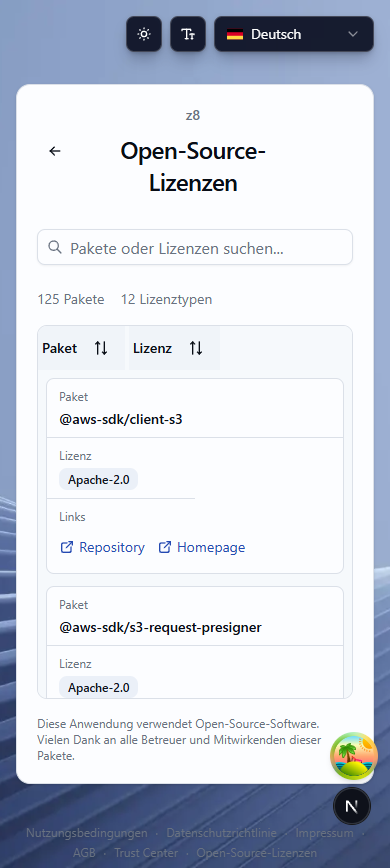 Deutsch
z8
Open-Source-
Lizenzen
Pakete oder Lizenzen suchen...
125 Pakete 12 Lizenztypen
Paket Lizenz
Paket
@aws-sdk/client-s3
Lizenz
Apache-2.0
Links
Repository Homepage
Paket
@aws-sdk/s3-request-presigner
Lizenz
Apache-2.0
Diese Anwendung verwendet Open-Source-Software.
Vielen Dank an alle Betreuer und Mitwirkenden dieser
Pakete.
N
Nutzungsbedingungen · Datenschutzrichtlinie · Impressum ·
AGB · Trust Center · Open-Source-Lizenzen